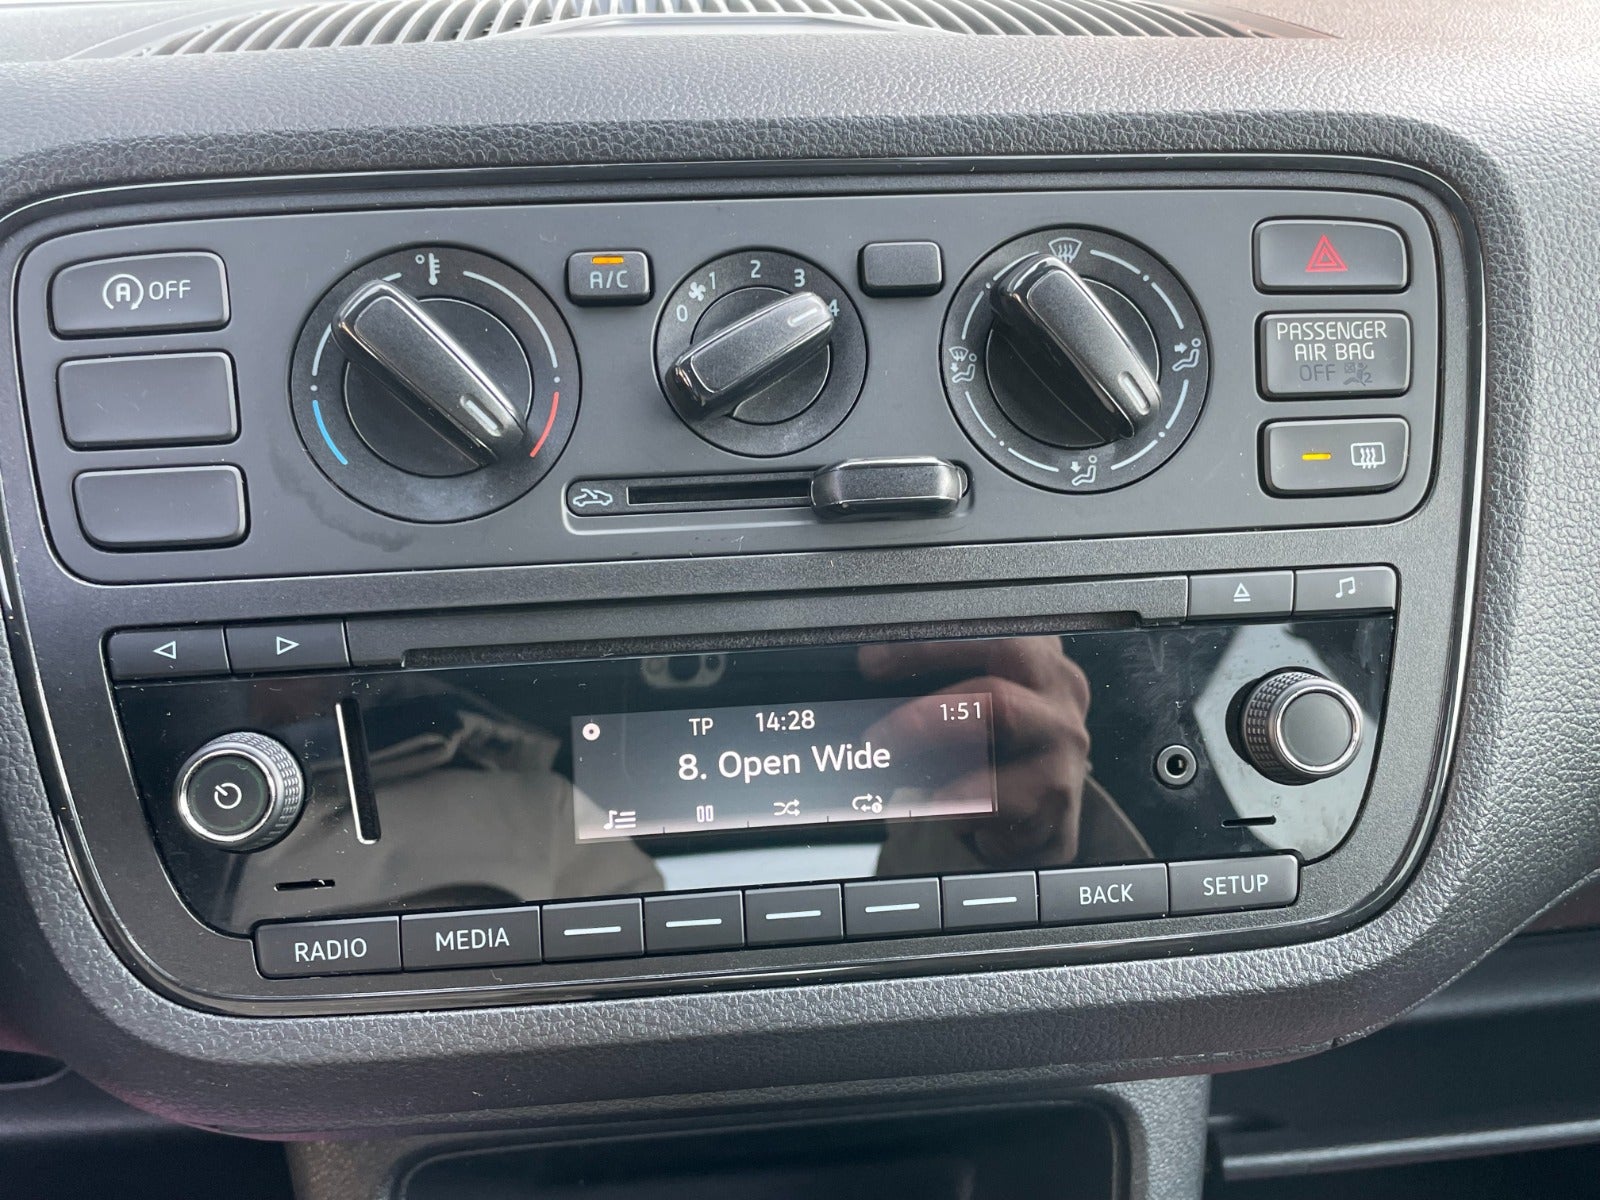 A OFF
A/C
0 1 2 3 4
PASSENGER
AIR BAG
OFF
TP 14:28 1:51
8. Open Wide
RADIO MEDIA BACK SETUP